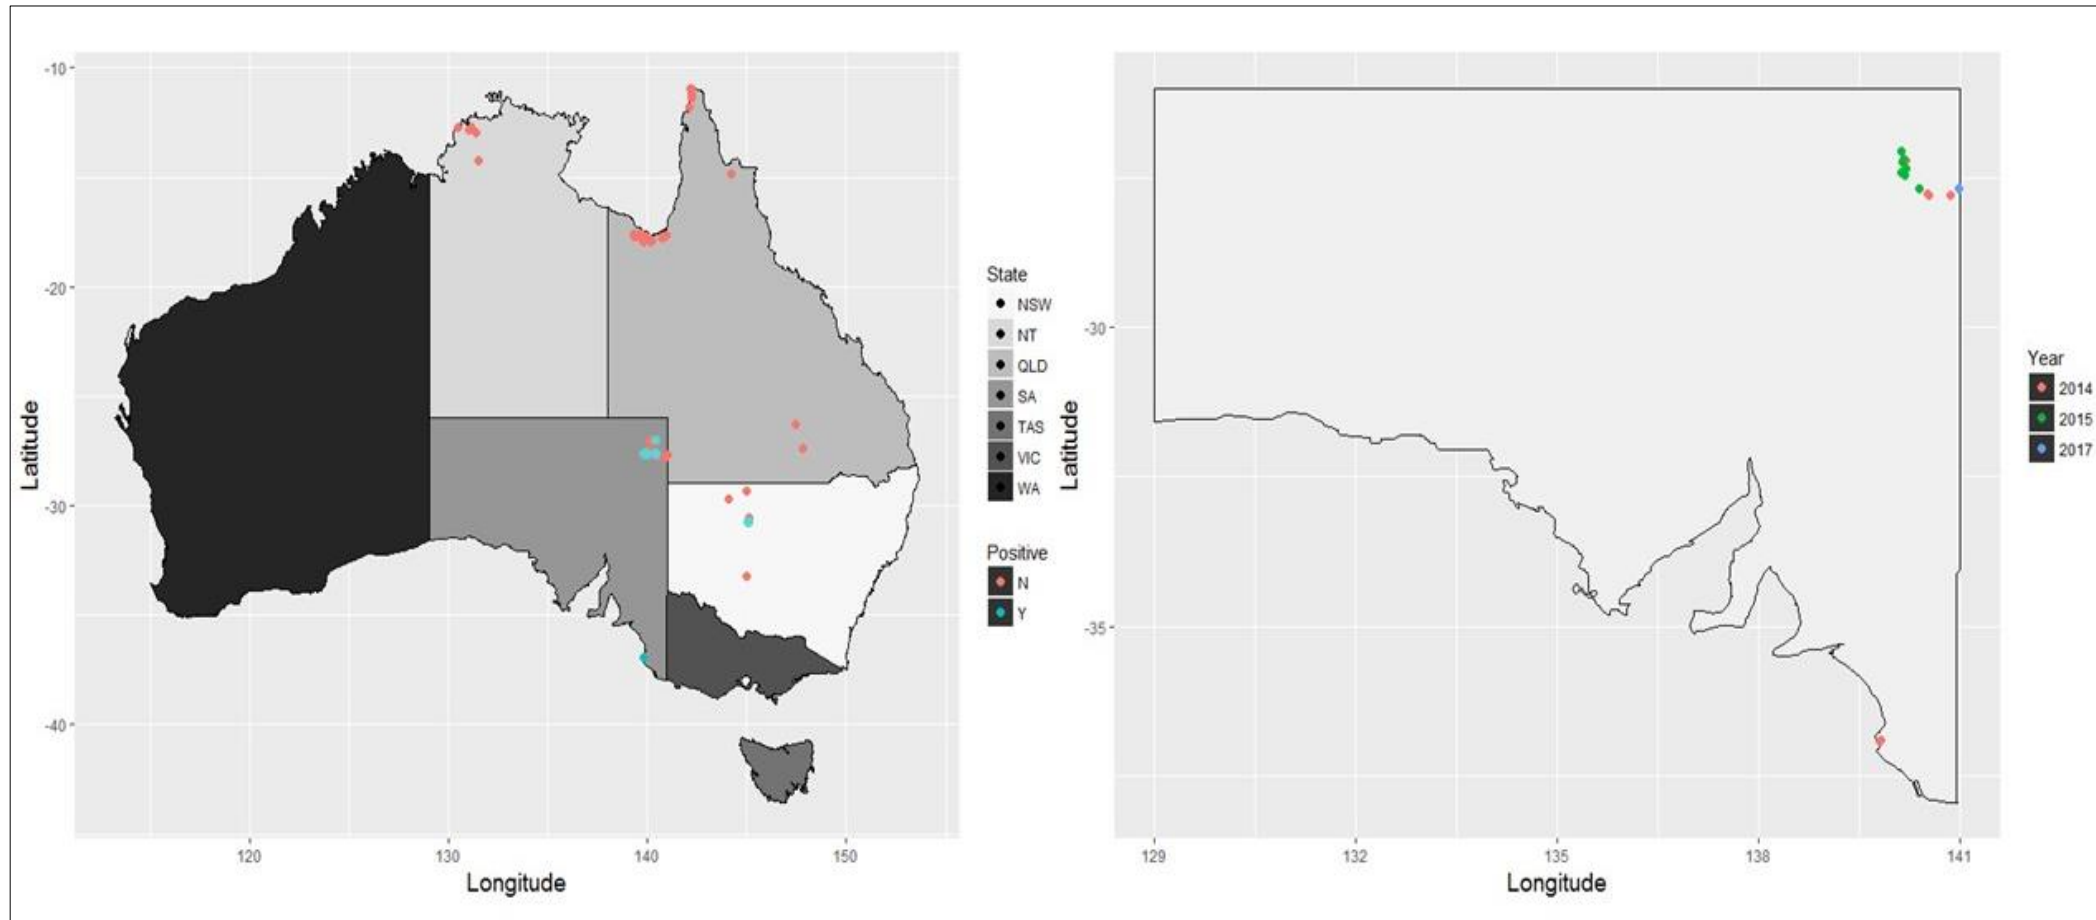 -10
-20
-30
-40
Latitude
120
130
140
150
Longitude
State
NSW
NT
QLD
SA
TAS
VIC
WA
Positive
N
Y
-30
-35
Latitude
129
132
135
138
141
Longitude
Year
2014
2015
2017